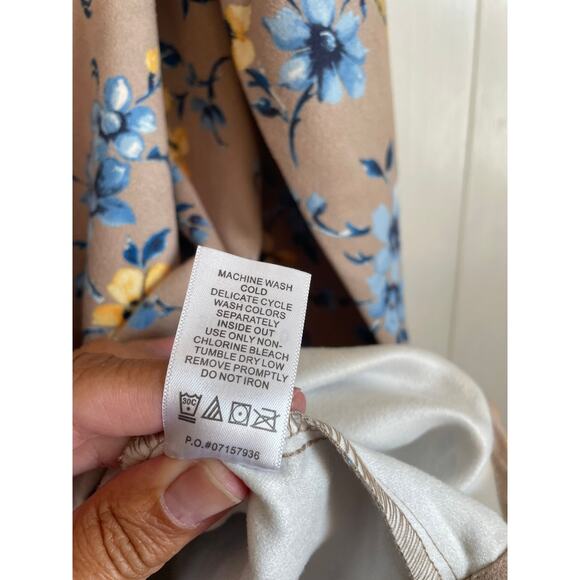 MACHINE WASH
COLD
DELICATE CYCLE
WASH COLORS
SEPARATELY
INSIDE OUT
USE ONLY NON-
CHLORINE BLEACH
TUMBLE DRY LOW
REMOVE PROMPTLY
DO NOT IRON
30C
P.O.#07157936